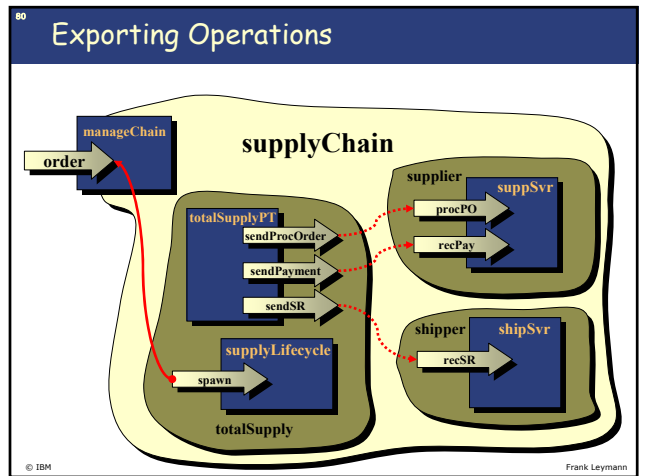 80
Exporting Operations
manageChain
order
supplyChain
supplier
suppSvr
procPO
recPay
totalSupplyPT
sendProcOrder
sendPayment
sendSR
shipper
shipSvr
recSR
supplyLifecycle
spawn
totalSupply
© IBM
Frank Leymann